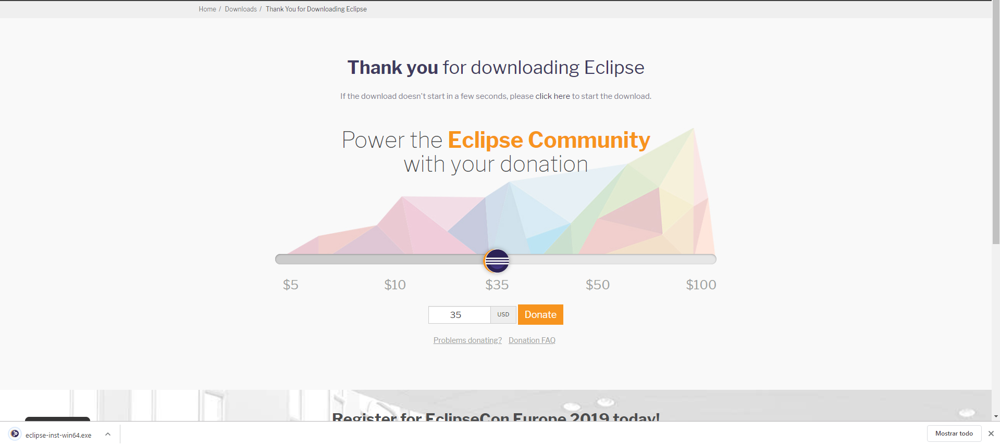 Home / Downloads / Thank You for Downloading Eclipse
Thank you for downloading Eclipse
If the download doesn't start in a few seconds, please click here to start the download.
Power the Eclipse Community
with your donation
$5 $10 $35 $50 $100
35 USD Donate
Problems donating? Donation FAQ
Register for EclipseCon Europe 2019 today!
eclipse-inst-win64.exe
Mostrar todo